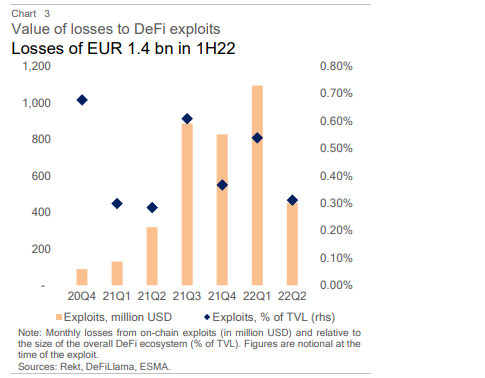 Chart 3
Value of losses to DeFi exploits
Losses of EUR 1.4 bn in 1H22
1,200
1,000
800
600
400
200
-
0.80%
0.70%
0.60%
0.50%
0.40%
0.30%
0.20%
0.10%
0.00%
20Q4 21Q1 21Q2 21Q3 21Q4 22Q1 22Q2
Exploits, million USD
Exploits, % of TVL (rhs)
Note: Monthly losses from on-chain exploits (in million USD) and relative to
the size of the overall DeFi ecosystem (% of TVL). Figures are notional at the
time of the exploit.
Sources: Rekt, DeFiLlama, ESMA.